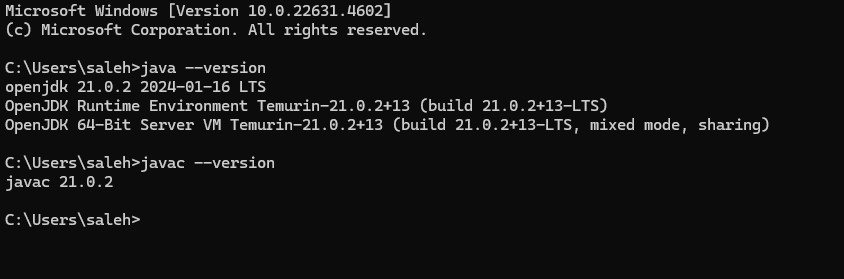 Microsoft Windows [Version 10.0.22631.4602]
(c) Microsoft Corporation. All rights reserved.
C:\Users\saleh>java --version
openjdk 21.0.2 2024-01-16 LTS
OpenJDK Runtime Environment Temurin-21.0.2+13 (build 21.0.2+13-LTS)
OpenJDK 64-Bit Server VM Temurin-21.0.2+13 (build 21.0.2+13-LTS, mixed mode, sharing)
C:\Users\saleh>javac --version
javac 21.0.2
C:\Users\saleh>